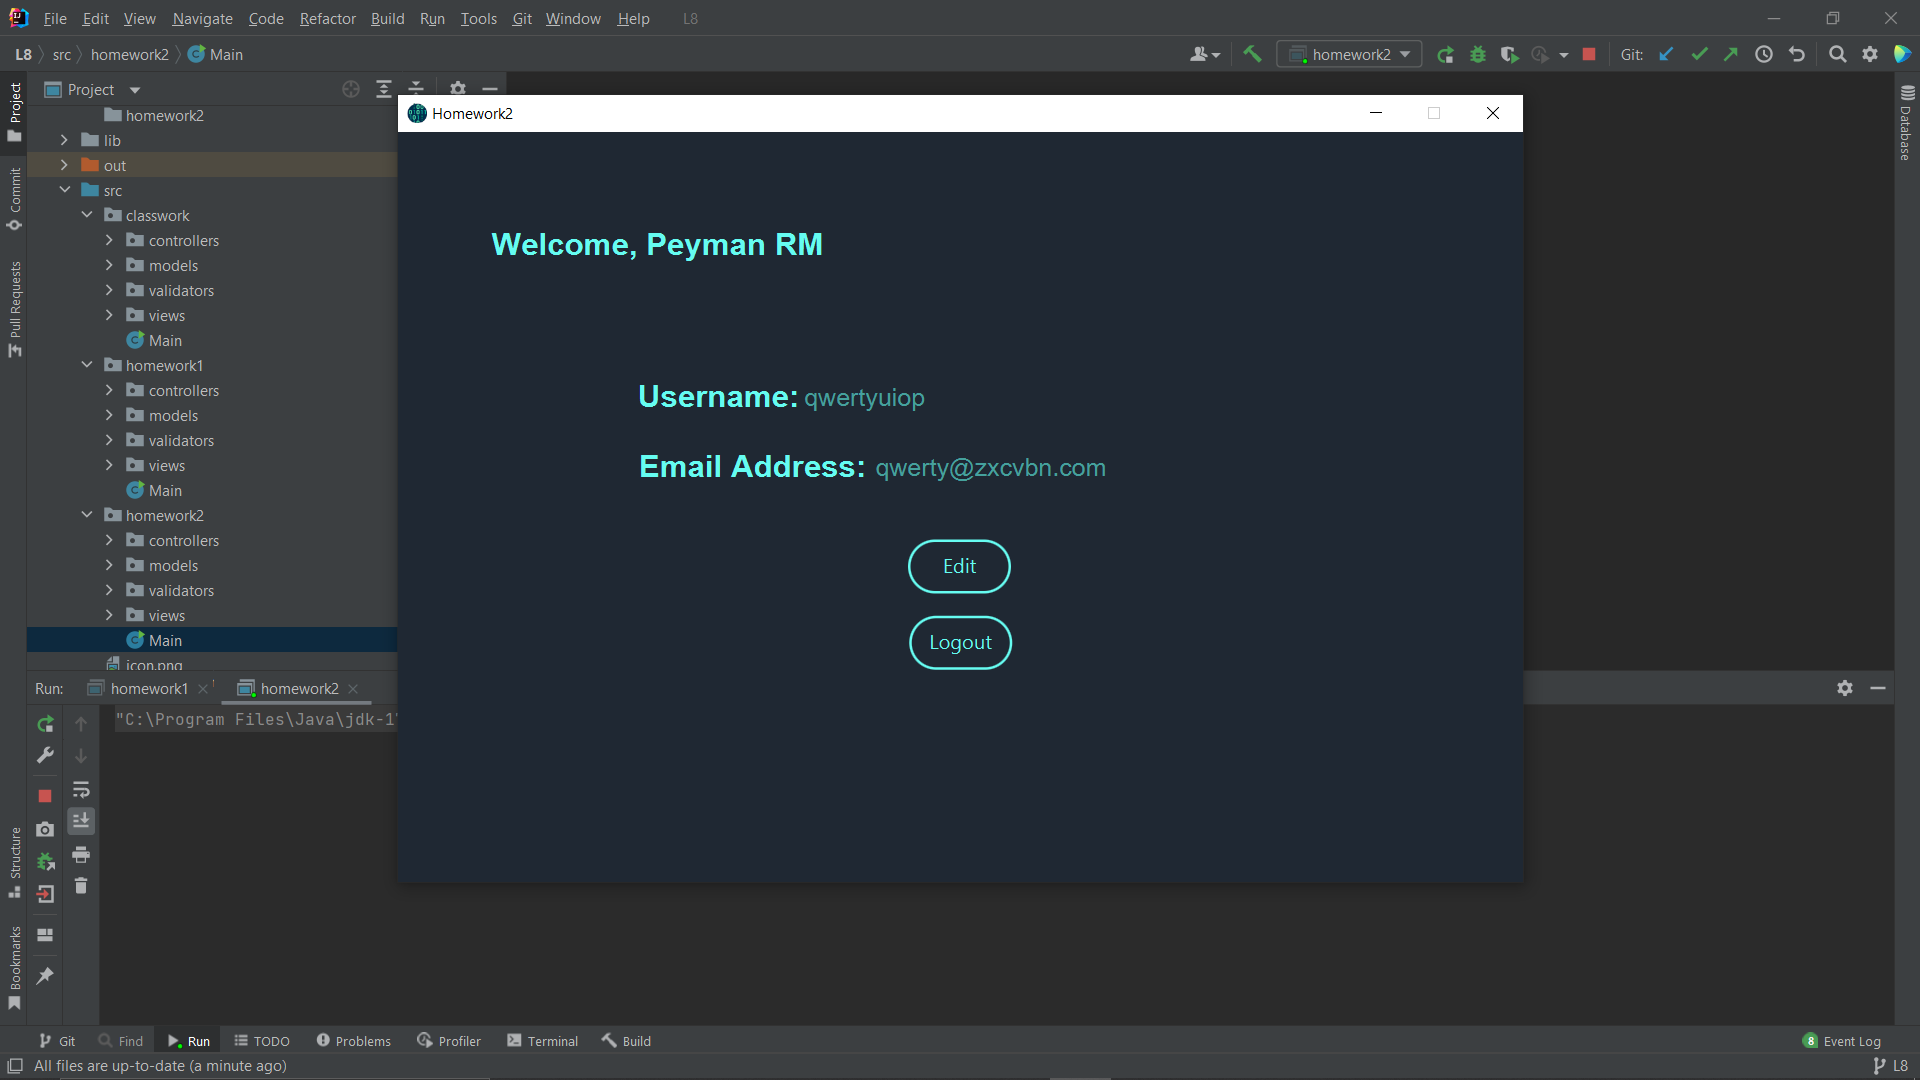 File Edit View Navigate Code Refactor Build Run Tools Git Window Help L8
L8 src homework2 Main
homework2
Git:
Project
homework2
lib
out
src
classwork
controllers
models
validators
views
Main
homework1
controllers
models
validators
views
Main
homework2
controllers
models
validators
views
Main
icon.png
Project
Commit
Pull Requests
Structure
Bookmarks
Database
Homework2
Welcome, Peyman RM
Username: qwertyuiop
Email Address: qwerty@zxcvbn.com
Edit
Logout
Run: homework1 homework2
"C:\Program Files\Java\jdk-1
Git Find Run TODO Problems Profiler Terminal Build
8 Event Log
All files are up-to-date (a minute ago)
L8